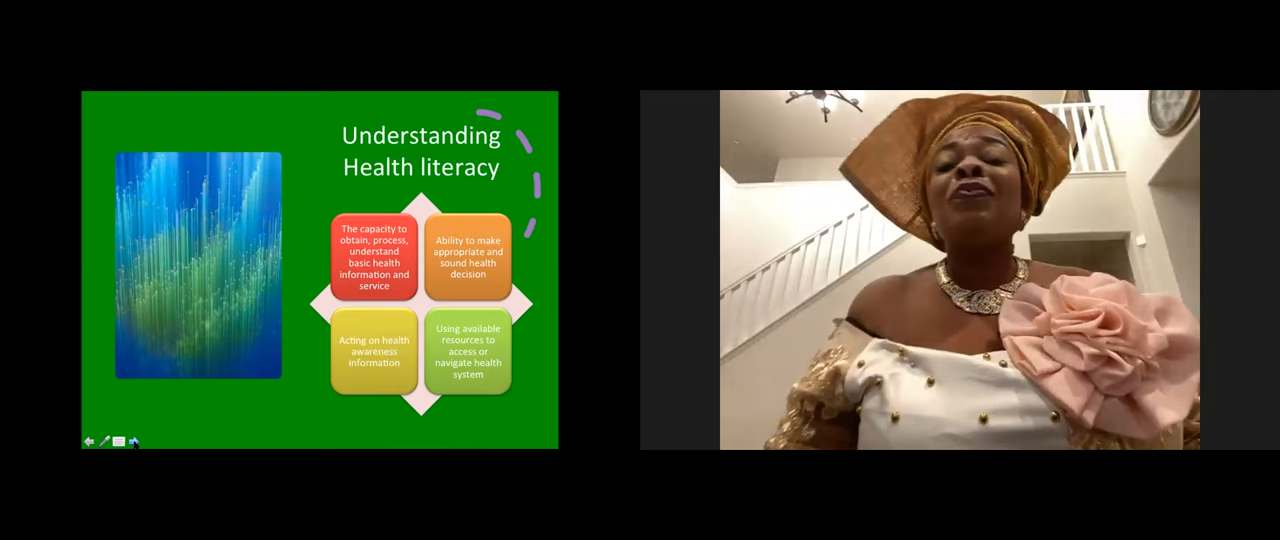 Understanding
Health literacy
The capacity to
obtain, process,
understand
basic health
information and
service
Ability to make
appropriate and
sound health
decision
Acting on health
awareness
information
Using available
resources to
access or
navigate health
system